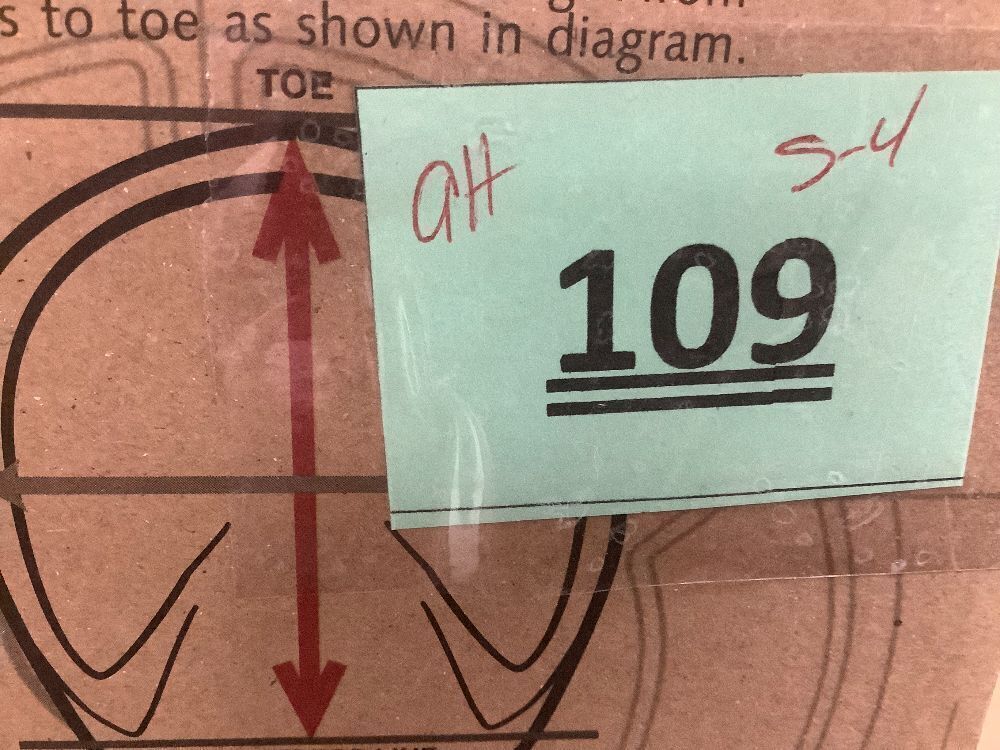 s to toe as shown in diagram.
TOE
aH
S-4
109